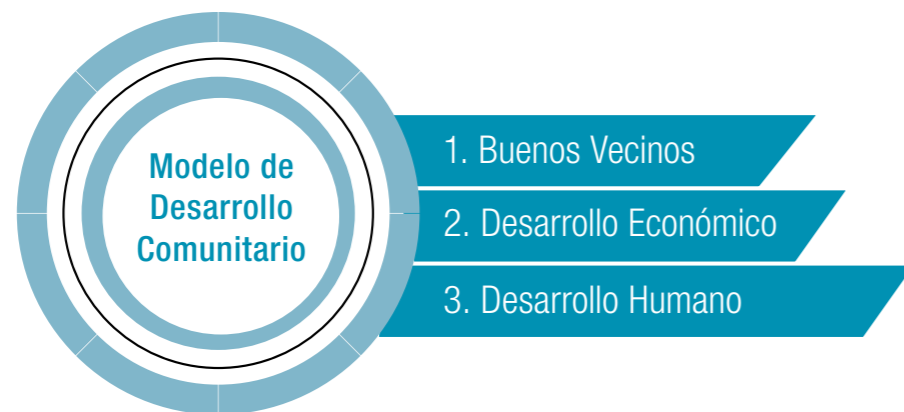 Modelo de
Desarrollo
Comunitario
1. Buenos Vecinos
2. Desarrollo Económico
3. Desarrollo Humano